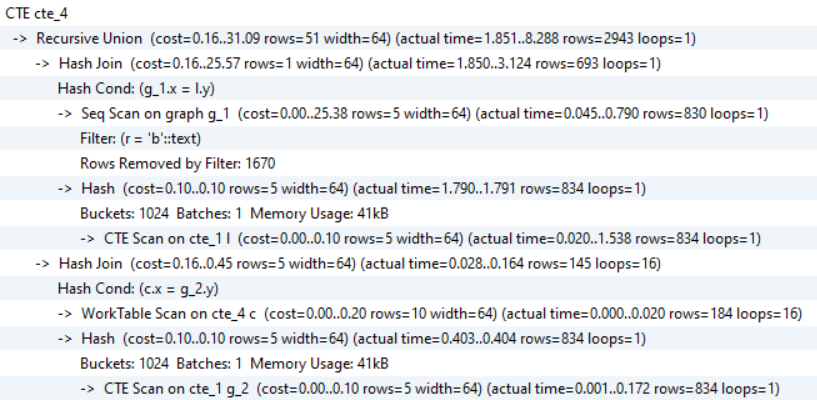 CTE cte_4
-> Recursive Union (cost=0.16..31.09 rows=51 width=64) (actual time=1.851..8.288 rows=2943 loops=1)
-> Hash Join (cost=0.16..25.57 rows=1 width=64) (actual time=1.850..3.124 rows=693 loops=1)
Hash Cond: (g_1.x = l.y)
-> Seq Scan on graph g_1 (cost=0.00..25.38 rows=5 width=64) (actual time=0.045..0.790 rows=830 loops=1)
Filter: (r = 'b'::text)
Rows Removed by Filter: 1670
-> Hash (cost=0.10..0.10 rows=5 width=64) (actual time=1.790..1.791 rows=834 loops=1)
Buckets: 1024 Batches: 1 Memory Usage: 41kB
-> CTE Scan on cte_1 l (cost=0.00..0.10 rows=5 width=64) (actual time=0.020..1.538 rows=834 loops=1)
-> Hash Join (cost=0.16..0.45 rows=5 width=64) (actual time=0.028..0.164 rows=145 loops=16)
Hash Cond: (c.x = g_2.y)
-> WorkTable Scan on cte_4 c (cost=0.00..0.20 rows=10 width=64) (actual time=0.000..0.020 rows=184 loops=16)
-> Hash (cost=0.10..0.10 rows=5 width=64) (actual time=0.403..0.404 rows=834 loops=1)
Buckets: 1024 Batches: 1 Memory Usage: 41kB
-> CTE Scan on cte_1 g_2 (cost=0.00..0.10 rows=5 width=64) (actual time=0.001..0.172 rows=834 loops=1)